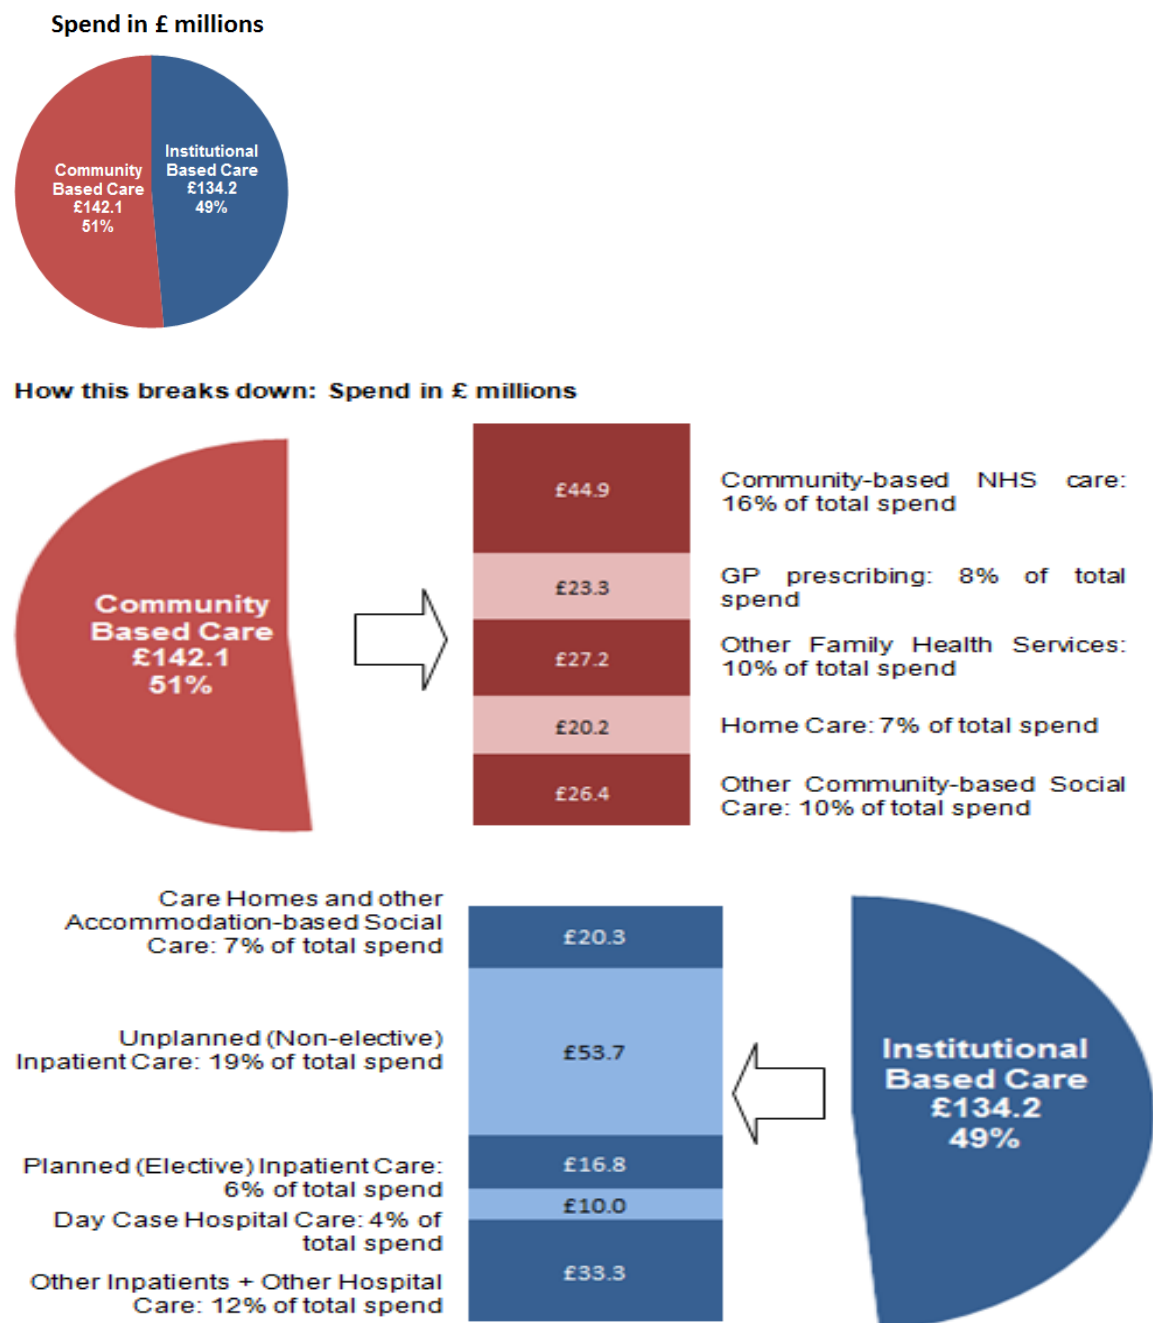 Spend in £ millions
Institutional
Based Care
£134.2
49%
Community
Based Care
£142.1
51%
How this breaks down: Spend in £ millions
Community
Based Care
£142.1
51%
£44.9
Community-based NHS care:
16% of total spend
£23.3
GP prescribing: 8% of total
spend
£27.2
Other Family Health Services:
10% of total spend
£20.2
Home Care: 7% of total spend
£26.4
Other Community-based Social
Care: 10% of total spend
Care Homes and other
Accommodation-based Social
Care: 7% of total spend
£20.3
Unplanned (Non-elective)
Inpatient Care: 19% of total spend
£53.7
Planned (Elective) Inpatient Care:
6% of total spend
£16.8
Day Case Hospital Care: 4% of
total spend
£10.0
Other Inpatients + Other Hospital
Care: 12% of total spend
£33.3
Institutional
Based Care
£134.2
49%